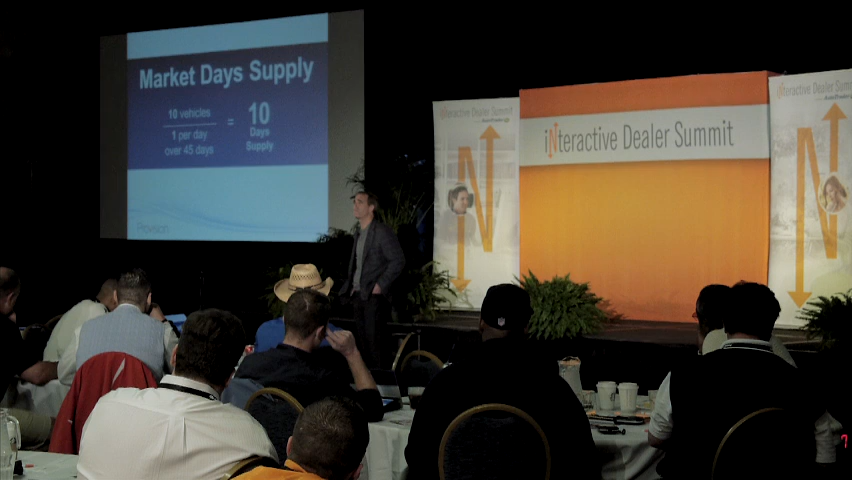 Market Days Supply
10 vehicles
1 per day
over 45 days
=
10
Days
Supply
Provision
iNteractive Dealer Summit
iNteractive Dealer Summit
iNteractive Dealer Sum